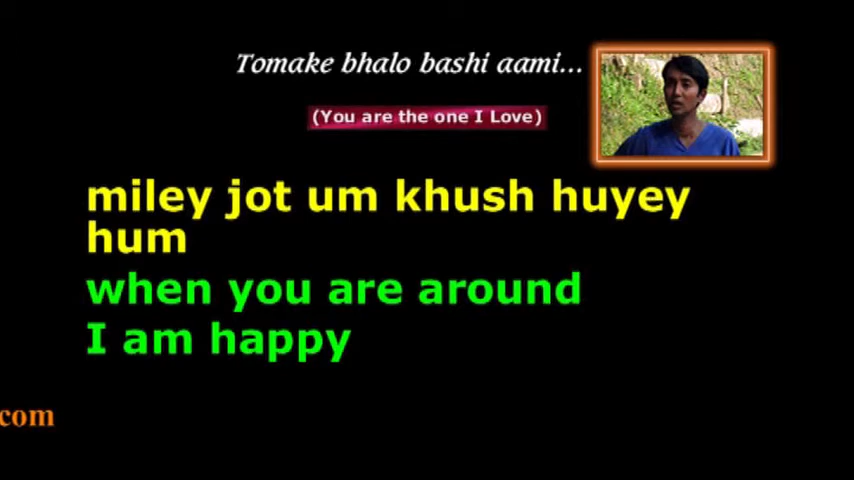 Tomake bhalo bashi aami...
(You are the one I Love)
miley jot um khush huyey
hum
when you are around
I am happy
com